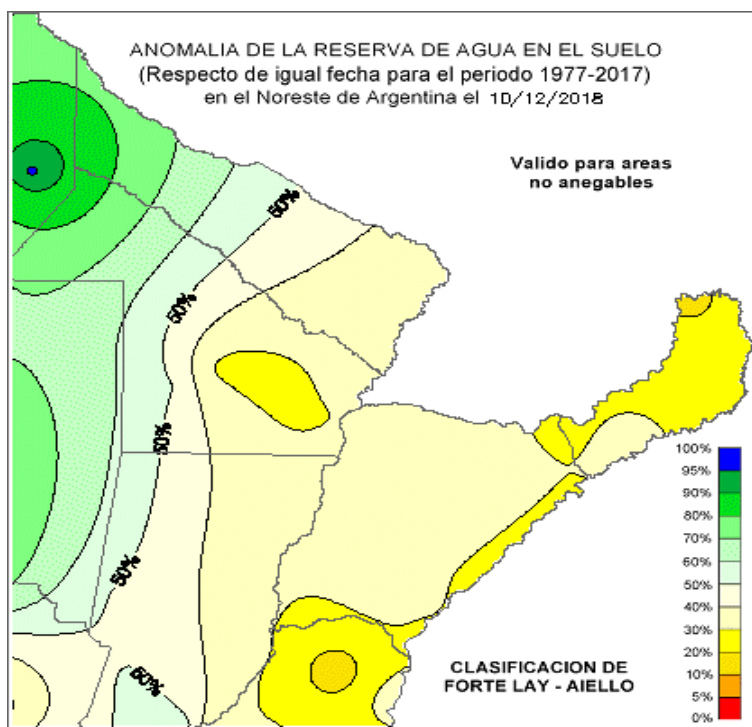 ANOMALIA DE LA RESERVA DE AGUA EN EL SUELO
(Respecto de igual fecha para el periodo 1977-2017)
en el Noreste de Argentina el 10/12/2018
Valido para areas
no anegables
50%
50%
50%
50%
50%
100%
95%
90%
80%
70%
60%
50%
40%
30%
20%
10%
5%
0%
CLASIFICACION DE
FORTE LAY - AIELLO